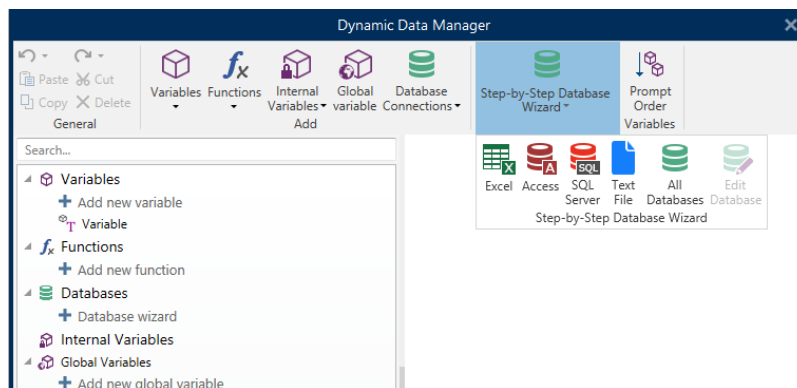 Dynamic Data Manager
Paste Cut
Copy Delete
General
Variables Functions Internal Variables Global variable Database Connections
Add
Step-by-Step Database Wizard
Prompt Order
Variables
Search...
Variables
Add new variable
Variable
Functions
Add new function
Databases
Database wizard
Internal Variables
Global Variables
Add new global variable
Excel Access SQL Server Text File All Databases Edit Database
Step-by-Step Database Wizard